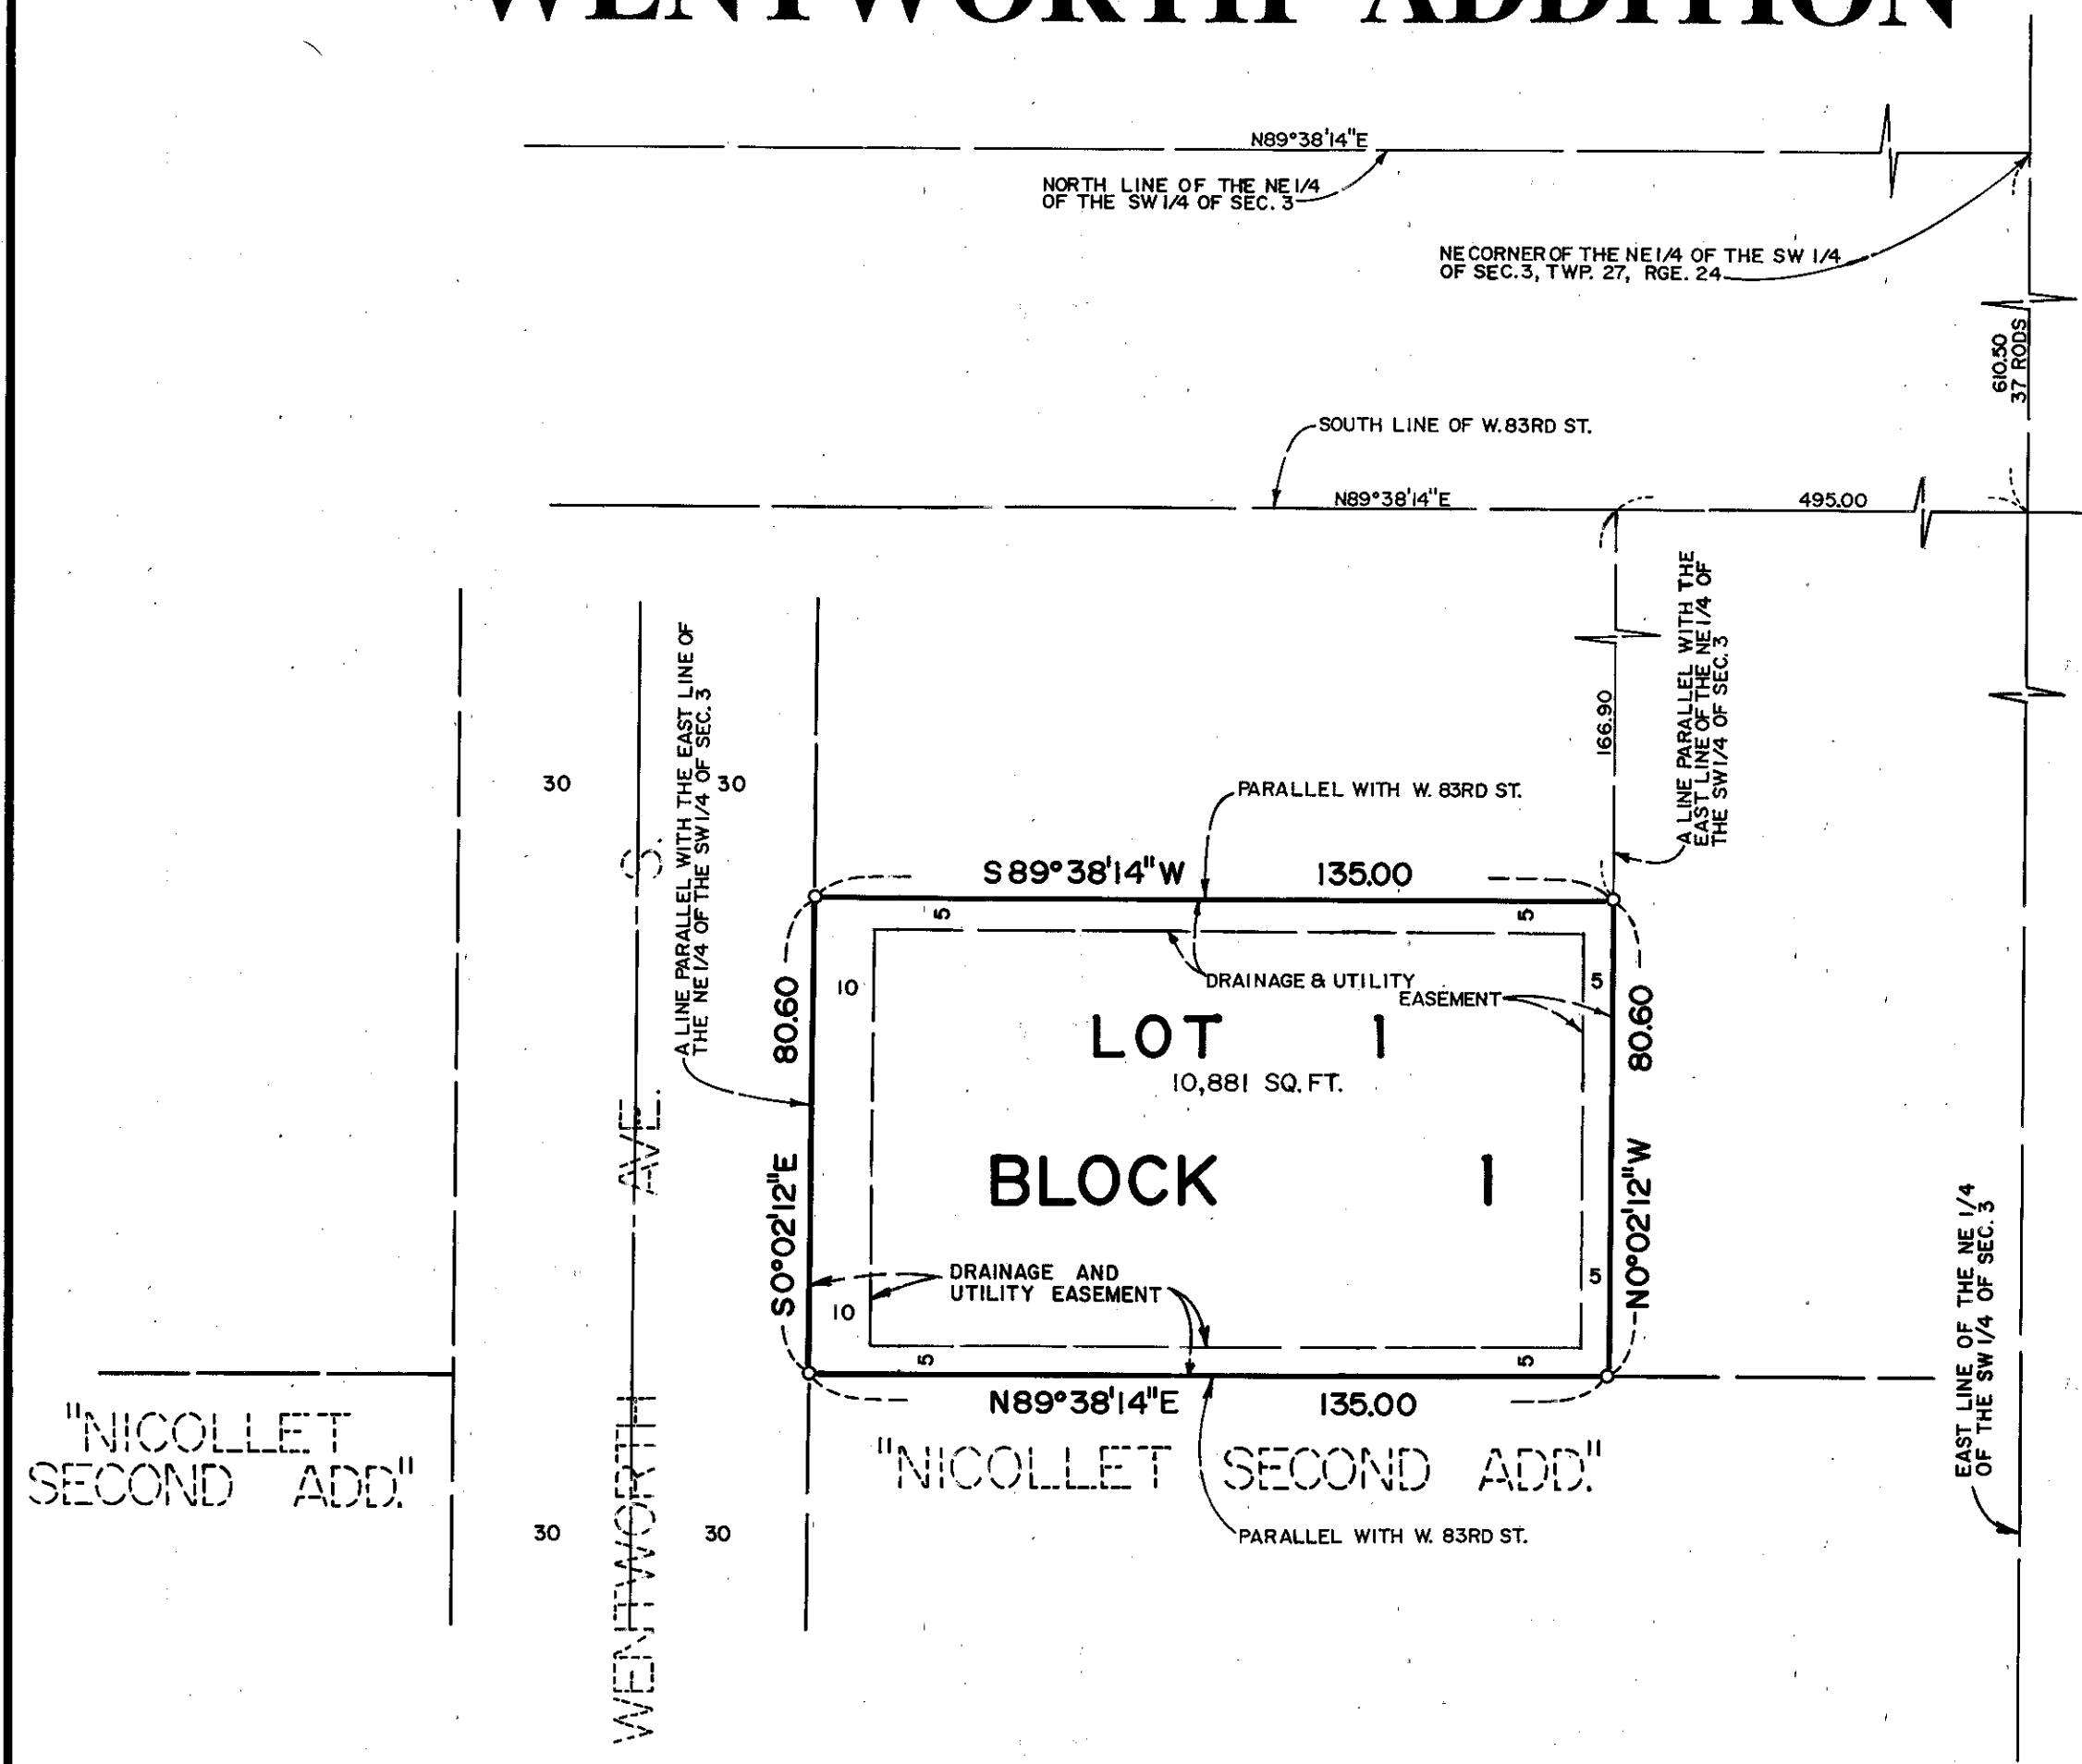 WENTWORTH ADDITION
N89°38'14"E
NORTH LINE OF THE NE 1/4
OF THE SW 1/4 OF SEC. 3
NE CORNER OF THE NE 1/4 OF THE SW 1/4
OF SEC. 3, TWP. 27, RGE. 24
610.50
37 RODS
SOUTH LINE OF W. 83RD ST.
N89°38'14"E
495.00
A LINE PARALLEL WITH THE
EAST LINE OF THE NE 1/4 OF
THE SW 1/4 OF SEC. 3
166.90
A LINE PARALLEL WITH THE EAST LINE OF
THE NE 1/4 OF THE SW 1/4 OF SEC. 3
30
30
PARALLEL WITH W. 83RD ST.
S89°38'14"W
135.00
5
5
10
5
DRAINAGE & UTILITY
EASEMENT
80.60
80.60
LOT 1
10,881 SQ. FT.
BLOCK 1
S0°02'12"E
N0°02'12"W
DRAINAGE AND
UTILITY EASEMENT
10
5
5
5
N89°38'14"E
135.00
"NICOLLET
SECOND ADD."
"NICOLLET SECOND ADD."
30
30
PARALLEL WITH W. 83RD ST.
WENTWORTH AVE. S.
EAST LINE OF THE NE 1/4
OF THE SW 1/4 OF SEC. 3